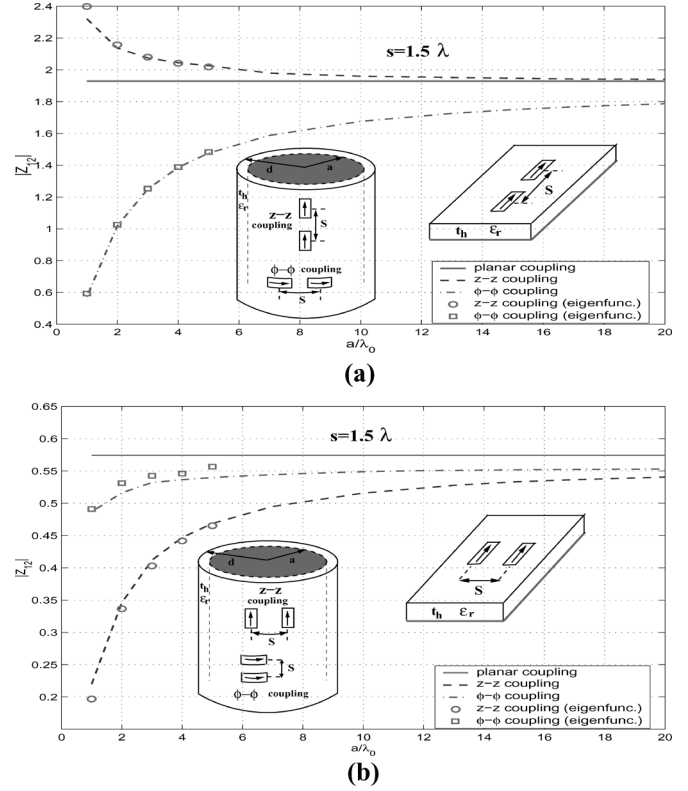 2.4
2.2
2
1.8
1.6
1.4
1.2
1
0.8
0.6
0.4
|Z12|
s=1.5 λ
d
a
th
εr
z−z
coupling
S
ϕ−ϕ coupling
S
S
th εr
planar coupling
z−z coupling
ϕ−ϕ coupling
z−z coupling (eigenfunc.)
ϕ−ϕ coupling (eigenfunc.)
0 2 4 6 8 10 12 14 16 18 20
a/λ0
(a)
0.65
0.6
0.55
0.5
0.45
0.4
0.35
0.3
0.25
0.2
|Z12|
s=1.5 λ
d
a
th
εr
z−z
coupling
S
S
ϕ−ϕ coupling
S
th εr
planar coupling
z−z coupling
ϕ−ϕ coupling
z−z coupling (eigenfunc.)
ϕ−ϕ coupling (eigenfunc.)
0 2 4 6 8 10 12 14 16 18 20
a/λ0
(b)